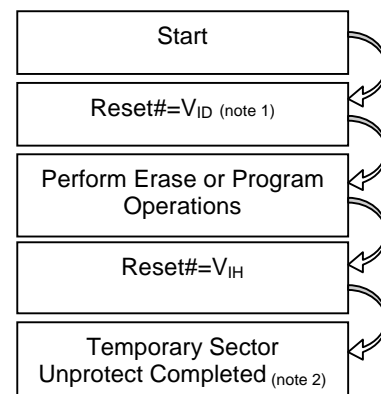 Start
Reset#=VID (note 1)
Perform Erase or Program
Operations
Reset#=VIH
Temporary Sector
Unprotect Completed (note 2)